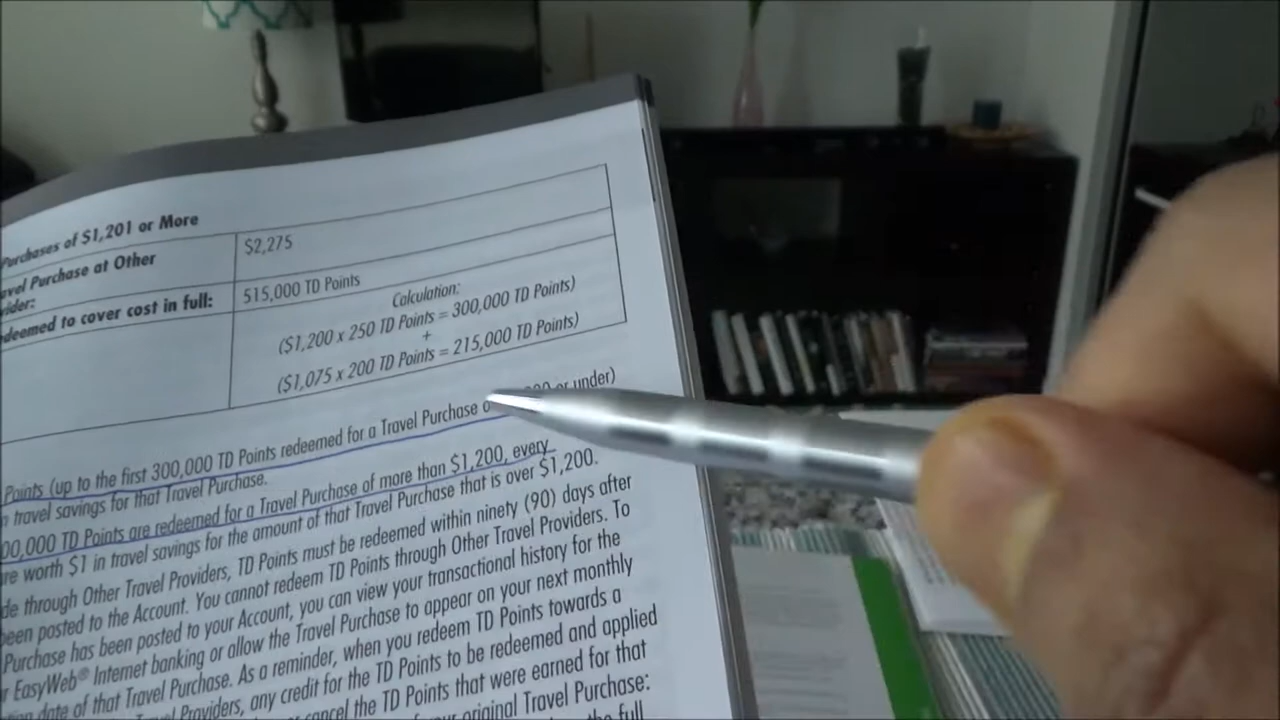 Purchases of $1,201 or More
avel Purchase at Other
vider:
$2,275
deemed to cover cost in full:
515,000 TD Points
Calculation:
($1,200 x 250 TD Points = 300,000 TD Points)
+
($1,075 x 200 TD Points = 215,000 TD Points)
Points (up to the first 300,000 TD Points redeemed for a Travel Purchase or under)
n travel savings for that Travel Purchase.
00,000 TD Points are redeemed for a Travel Purchase of more than $1,200, every
re worth $1 in travel savings for the amount of that Travel Purchase that is over $1,200.
de through Other Travel Providers, TD Points must be redeemed within ninety (90) days after
been posted to the Account. You cannot redeem TD Points through Other Travel Providers. To
Purchase has been posted to your Account, you can view your transactional history for the
r EasyWeb® Internet banking or allow the Travel Purchase to appear on your next monthly
date of that Travel Purchase. As a reminder, when you redeem TD Points towards a
Providers, any credit for the TD Points to be redeemed and applied
cancel the TD Points that were earned for that
original Travel Purchase:
the full